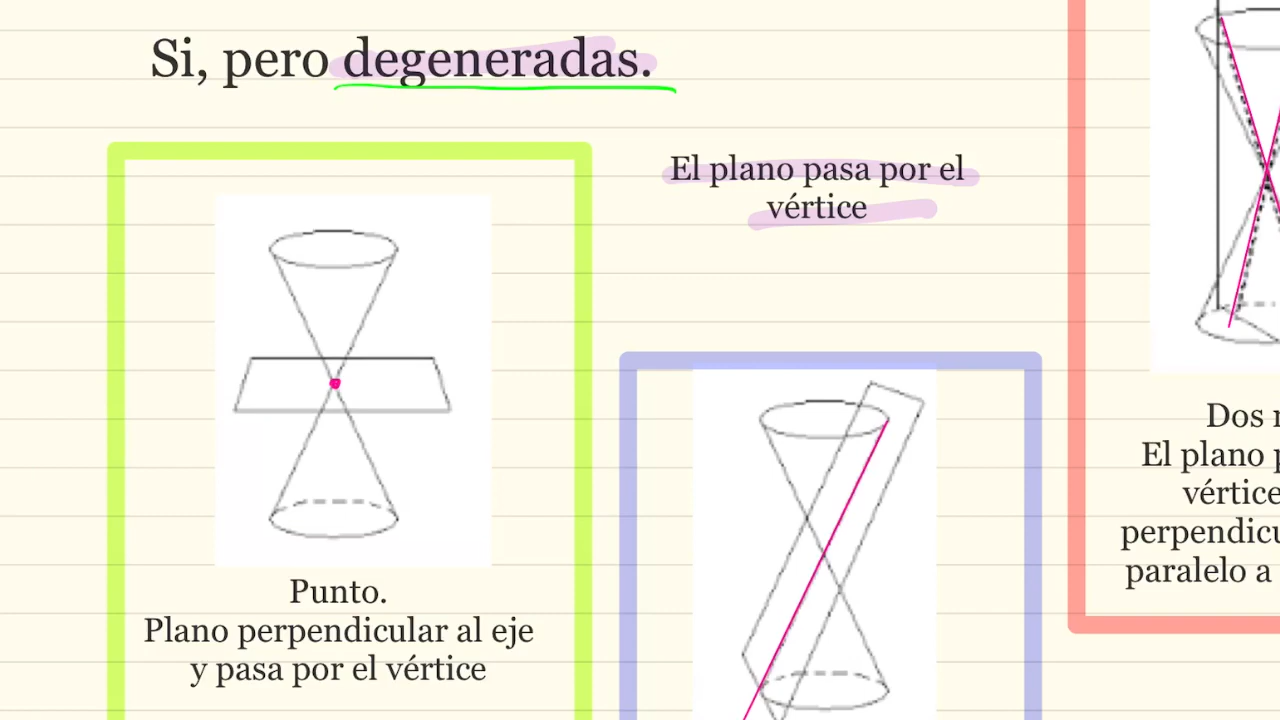 Si, pero degeneradas.
El plano pasa por el
vértice
Punto.
Plano perpendicular al eje
y pasa por el vértice
Dos
El plano
vértice
paralelo a